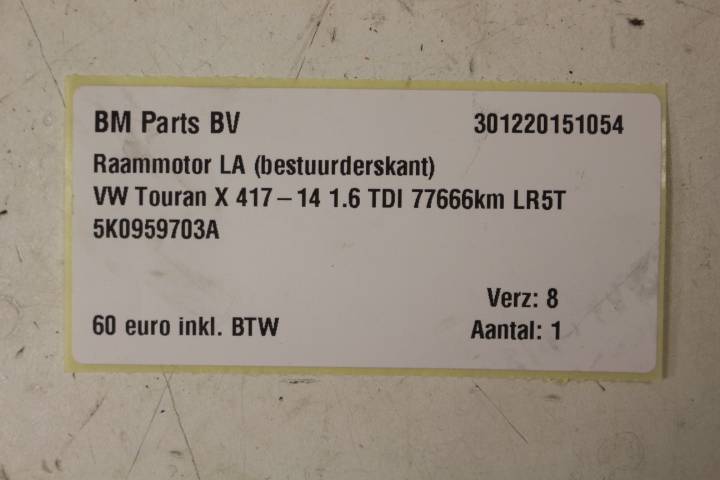 BM Parts BV 301220151054
Raammotor LA (bestuurderskant)
VW Touran X 417 – 14 1.6 TDI 77666km LR5T
5K0959703A
Verz: 8
60 euro inkl. BTW Aantal: 1